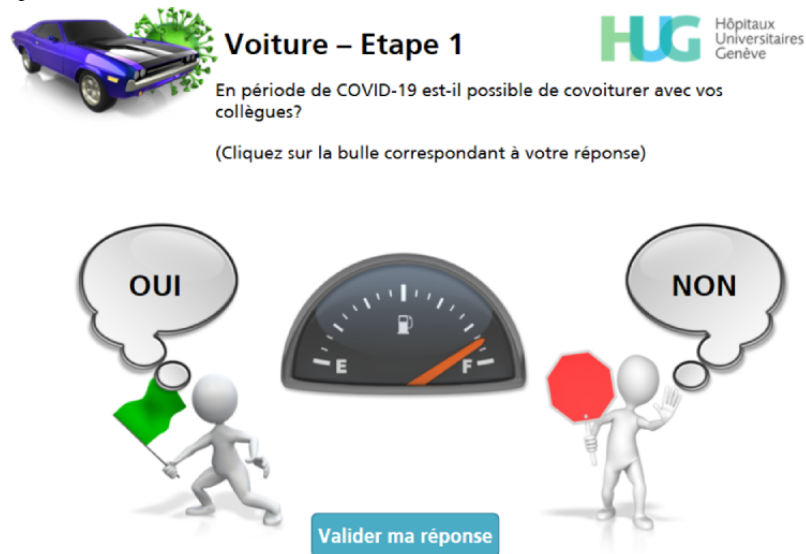 Voiture – Etape 1
HUG
Hôpitaux
Universitaires
Genève
En période de COVID-19 est-il possible de covoiturer avec vos
collègues?
(Cliquez sur la bulle correspondant à votre réponse)
OUI
NON
E
F
Valider ma réponse